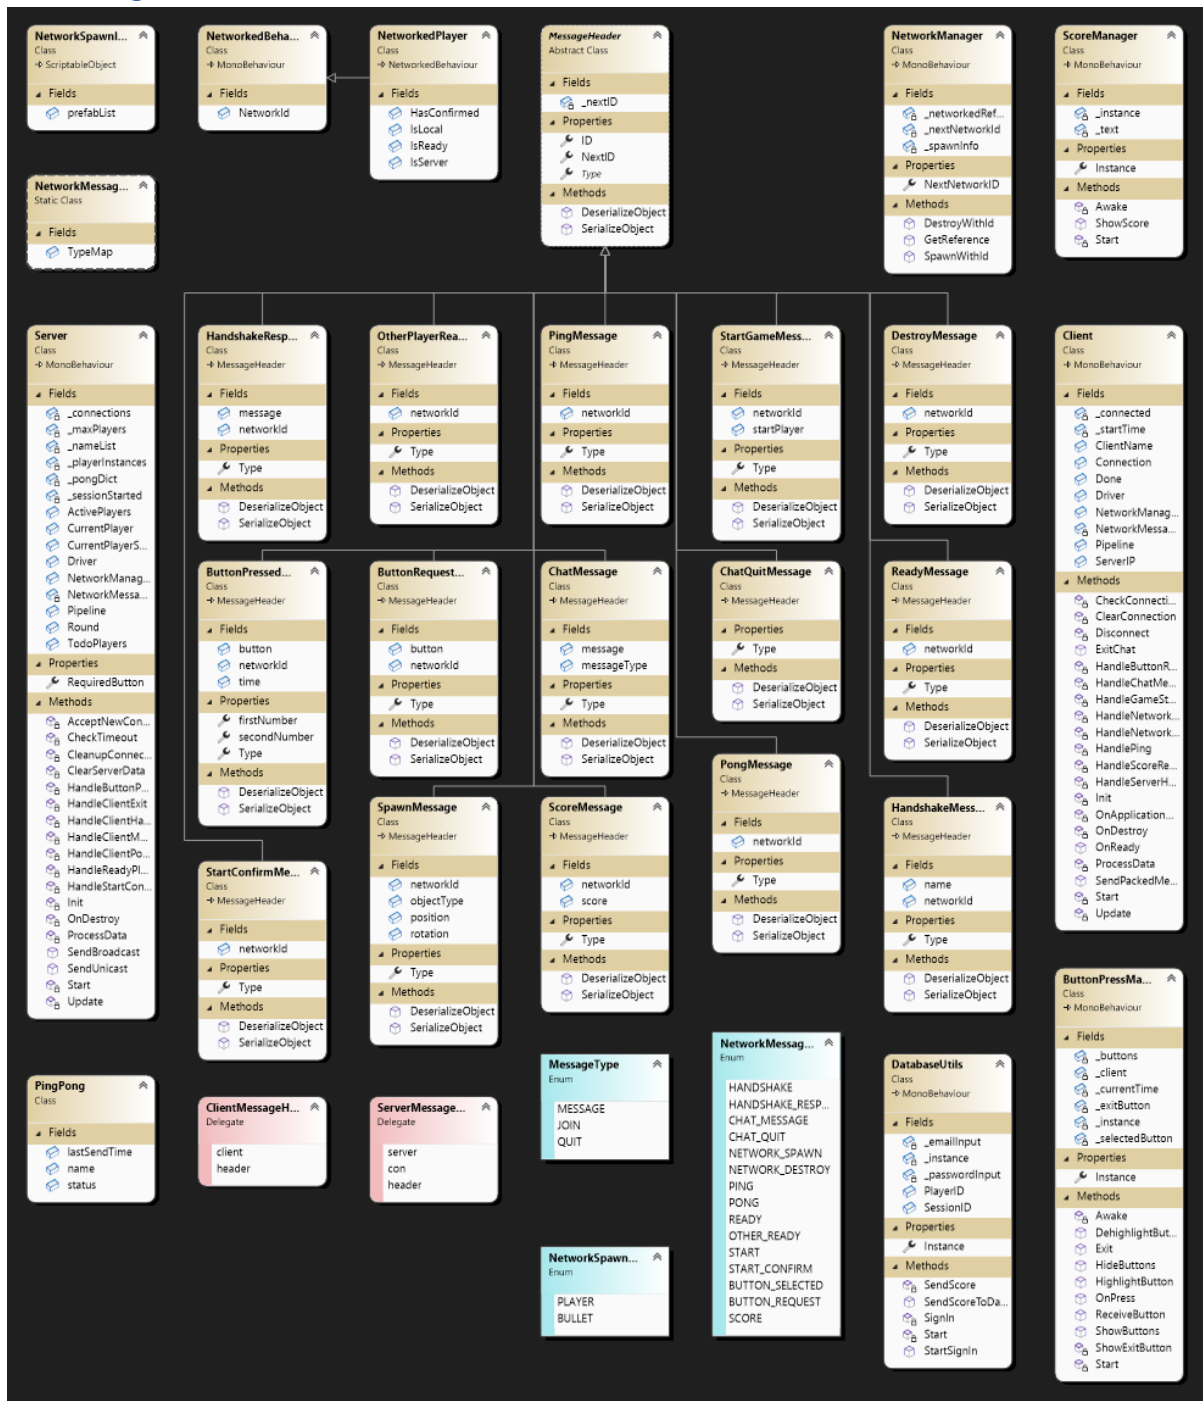 NetworkSpawnI...
Class
ScriptableObject
Fields
prefabList
NetworkedBeha...
Class
MonoBehaviour
Fields
NetworkId
NetworkedPlayer
Class
NetworkedBehaviour
Fields
HasConfirmed
IsLocal
IsReady
IsServer
MessageHeader
Abstract Class
Fields
_nextID
Properties
ID
NextID
Type
Methods
DeserializeObject
SerializeObject
NetworkManager
Class
MonoBehaviour
Fields
_networkedRef...
_nextNetworkId
_spawnInfo
Properties
NextNetworkID
Methods
DestroyWithId
GetReference
SpawnWithId
ScoreManager
Class
MonoBehaviour
Fields
_instance
_text
Properties
Instance
Methods
Awake
ShowScore
Start
NetworkMessag...
Static Class
Fields
TypeMap
Server
Class
MonoBehaviour
Fields
_connections
_maxPlayers
_nameList
_playerInstances
_pongDict
_sessionStarted
ActivePlayers
CurrentPlayer
CurrentPlayerS...
Driver
NetworkManag...
NetworkMessa...
Pipeline
Round
TodoPlayers
Properties
RequiredButton
Methods
AcceptNewCon...
CheckTimeout
CleanupConnec...
ClearServerData
HandleButtonP...
HandleClientExit
HandleClientHa...
HandleClientM...
HandleClientPo...
HandleReadyPl...
HandleStartCon...
Init
OnDestroy
ProcessData
SendBroadcast
SendUnicast
Start
Update
HandshakeResp...
Class
MessageHeader
Fields
message
networkId
Properties
Type
Methods
DeserializeObject
SerializeObject
OtherPlayerRea...
Class
MessageHeader
Fields
networkId
Properties
Type
Methods
DeserializeObject
SerializeObject
PingMessage
Class
MessageHeader
Fields
networkId
Properties
Type
Methods
DeserializeObject
SerializeObject
StartGameMess...
Class
MessageHeader
Fields
networkId
startPlayer
Properties
Type
Methods
DeserializeObject
SerializeObject
DestroyMessage
Class
MessageHeader
Fields
networkId
Properties
Type
Methods
DeserializeObject
SerializeObject
Client
Class
MonoBehaviour
Fields
_connected
_startTime
ClientName
Connection
Done
Driver
NetworkManag...
NetworkMessa...
Pipeline
ServerIP
Methods
CheckConnecti...
ClearConnection
Disconnect
ExitChat
HandleButtonR...
HandleChatMe...
HandleGameSt...
HandleNetwork...
HandleNetwork...
HandlePing
HandleScoreRe...
HandleServerH...
Init
OnApplication...
OnDestroy
OnReady
ProcessData
SendPackedMe...
Start
Update
ButtonPressed...
Class
MessageHeader
Fields
button
networkId
time
Properties
firstNumber
secondNumber
Type
Methods
DeserializeObject
SerializeObject
ButtonRequest...
Class
MessageHeader
Fields
button
networkId
Properties
Type
Methods
DeserializeObject
SerializeObject
ChatMessage
Class
MessageHeader
Fields
message
messageType
Properties
Type
Methods
DeserializeObject
SerializeObject
ChatQuitMessage
Class
MessageHeader
Properties
Type
Methods
DeserializeObject
SerializeObject
ReadyMessage
Class
MessageHeader
Fields
networkId
Properties
Type
Methods
DeserializeObject
SerializeObject
StartConfirmMe...
Class
MessageHeader
Fields
networkId
Properties
Type
Methods
DeserializeObject
SerializeObject
SpawnMessage
Class
MessageHeader
Fields
networkId
objectType
position
rotation
Properties
Type
Methods
DeserializeObject
SerializeObject
ScoreMessage
Class
MessageHeader
Fields
networkId
score
Properties
Type
Methods
DeserializeObject
SerializeObject
PongMessage
Class
MessageHeader
Fields
networkId
Properties
Type
Methods
DeserializeObject
SerializeObject
HandshakeMess...
Class
MessageHeader
Fields
name
networkId
Properties
Type
Methods
DeserializeObject
SerializeObject
PingPong
Class
Fields
lastSendTime
name
status
ClientMessageH...
Delegate
client
header
ServerMessage...
Delegate
server
con
header
MessageType
Enum
MESSAGE
JOIN
QUIT
NetworkSpawn...
Enum
PLAYER
BULLET
NetworkMessag...
Enum
HANDSHAKE
HANDSHAKE_RESP...
CHAT_MESSAGE
CHAT_QUIT
NETWORK_SPAWN
NETWORK_DESTROY
PING
PONG
READY
OTHER_READY
START
START_CONFIRM
BUTTON_SELECTED
BUTTON_REQUEST
SCORE
DatabaseUtils
Class
MonoBehaviour
Fields
_emailInput
_instance
_passwordInput
PlayerID
SessionID
Properties
Instance
Methods
SendScore
SendScoreToDa...
SignIn
Start
StartSignIn
ButtonPressMa...
Class
MonoBehaviour
Fields
_buttons
_client
_currentTime
_exitButton
_instance
_selectedButton
Properties
Instance
Methods
Awake
DehighlightBut...
Exit
HideButtons
HighlightButton
OnPress
ReceiveButton
ShowButtons
ShowExitButton
Start